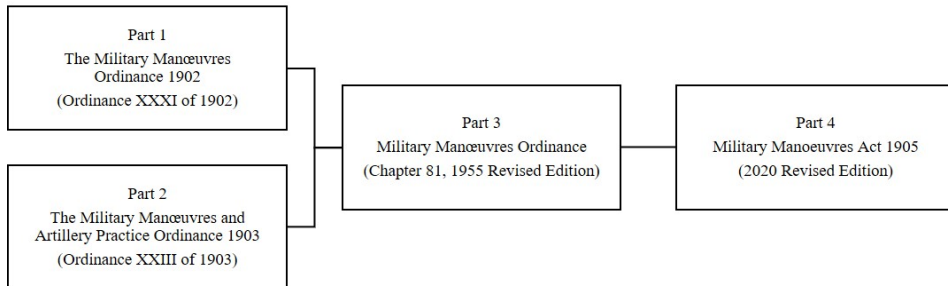 Part 1
The Military Manœuvres
Ordinance 1902
(Ordinance XXXI of 1902)
Part 2
The Military Manœuvres and
Artillery Practice Ordinance 1903
(Ordinance XXIII of 1903)
Part 3
Military Manœuvres Ordinance
(Chapter 81, 1955 Revised Edition)
Part 4
Military Manoeuvres Act 1905
(2020 Revised Edition)